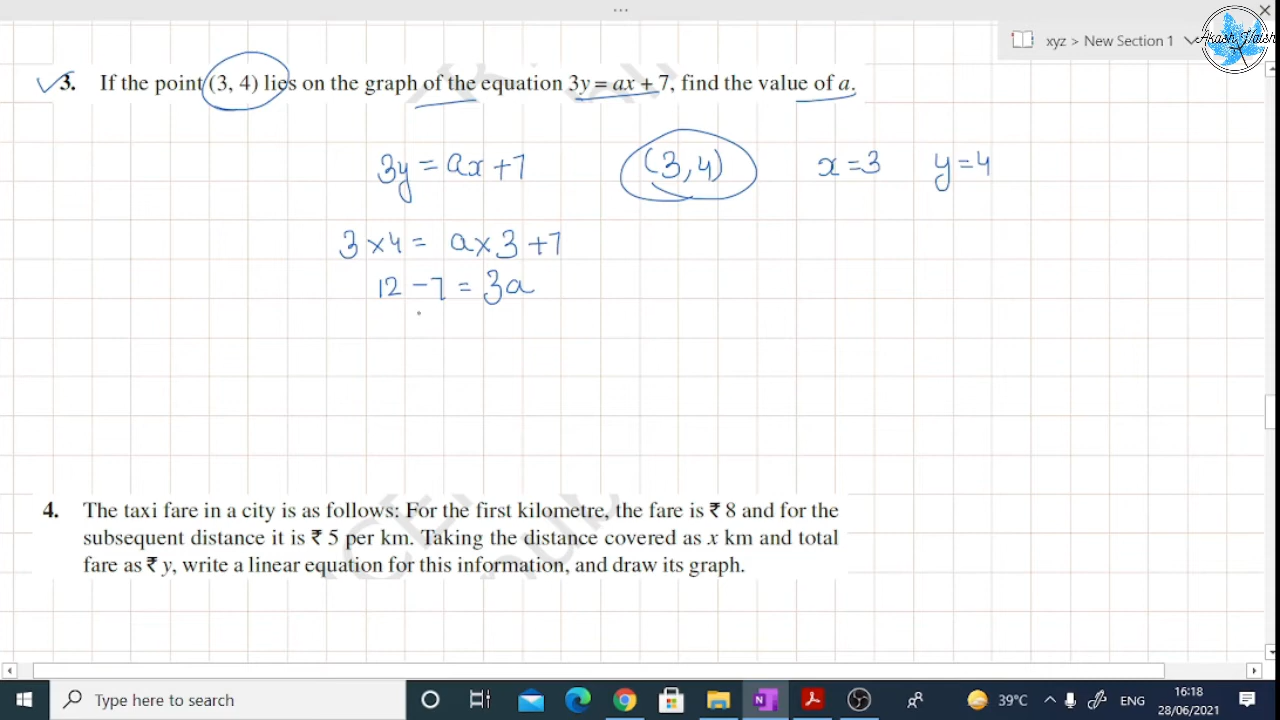 xyz > New Section 1
3. If the point (3, 4) lies on the graph of the equation 3y = ax + 7, find the value of a.
3y = ax + 7 (3, 4) x = 3 y = 4
3 × 4 = a × 3 + 7
12 - 7 = 3a
4. The taxi fare in a city is as follows: For the first kilometre, the fare is ₹ 8 and for the
subsequent distance it is ₹ 5 per km. Taking the distance covered as x km and total
fare as ₹ y, write a linear equation for this information, and draw its graph.
Type here to search
39°C
ENG
16:18
28/06/2021